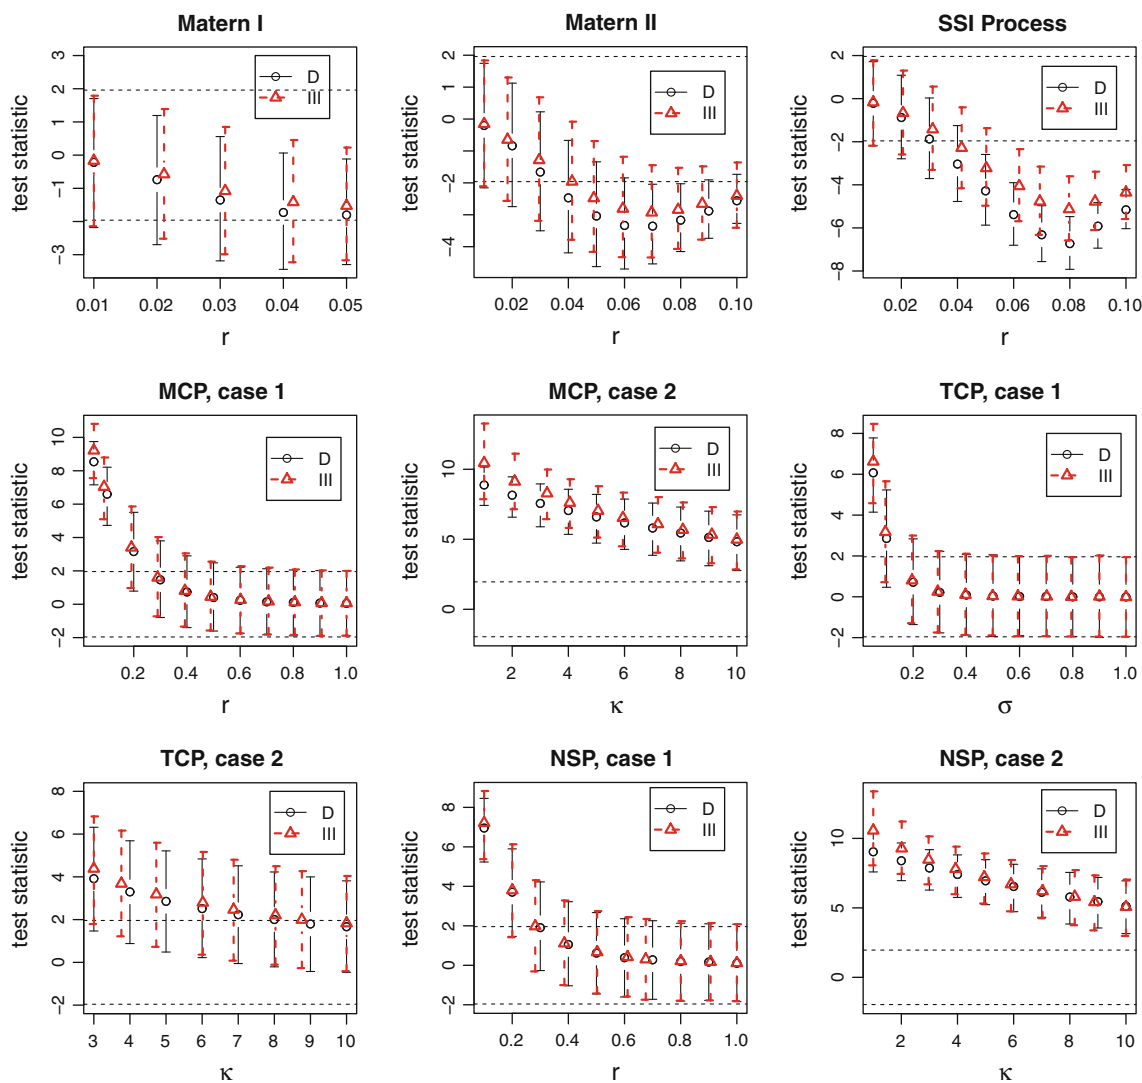 Matern I
test statistic
3
2
1
0
−1
−3
D
III
0.01 0.02 0.03 0.04 0.05
r
Matern II
test statistic
2
0
−2
−4
D
III
0.02 0.04 0.06 0.08 0.10
r
SSI Process
test statistic
2
0
−2
−4
−6
−8
D
III
0.02 0.04 0.06 0.08 0.10
r
MCP, case 1
test statistic
10
8
6
4
2
0
−2
D
III
0.2 0.4 0.6 0.8 1.0
r
MCP, case 2
test statistic
10
5
0
D
III
2 4 6 8 10
κ
TCP, case 1
test statistic
8
6
4
2
0
−2
D
III
0.2 0.4 0.6 0.8 1.0
σ
TCP, case 2
test statistic
8
6
4
2
0
−2
D
III
3 4 5 6 7 8 9 10
κ
NSP, case 1
test statistic
8
6
4
2
0
−2
D
III
0.2 0.4 0.6 0.8 1.0
r
NSP, case 2
test statistic
10
5
0
D
III
2 4 6 8 10
κ